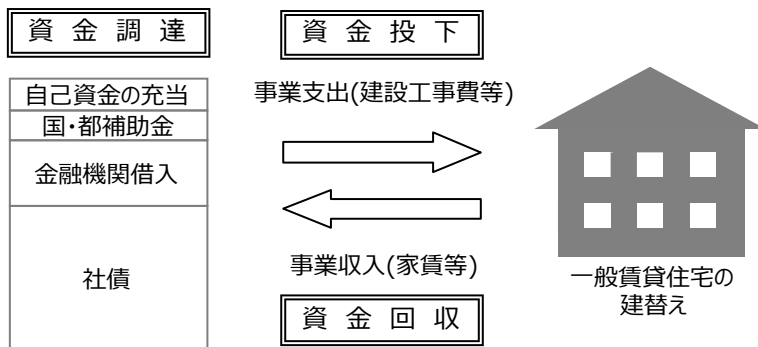 資金調達
自己資金の充当
国・都補助金
金融機関借入
社債
資金投下
事業支出(建設工事費等)
事業収入(家賃等)
資金回収
一般賃貸住宅の
建替え